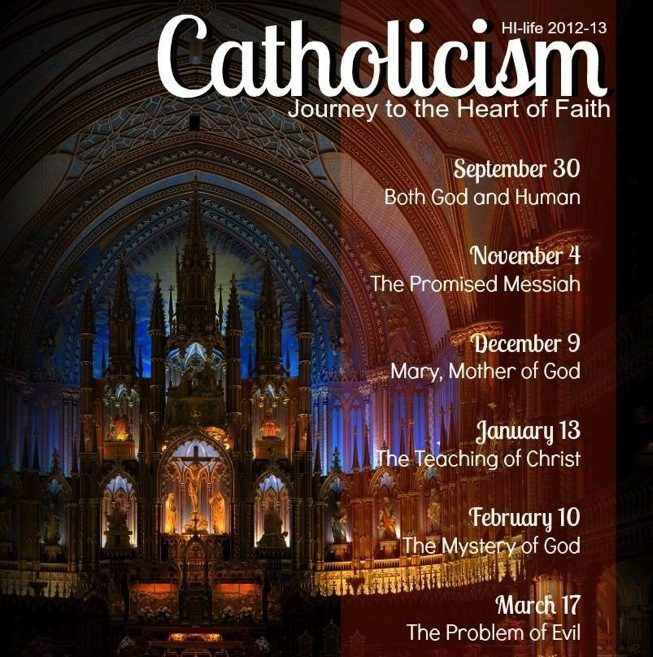 HI-life 2012-13
Catholicism
Journey to the Heart of Faith
September 30
Both God and Human
November 4
The Promised Messiah
December 9
Mary, Mother of God
January 13
The Teaching of Christ
February 10
The Mystery of God
March 17
The Problem of Evil